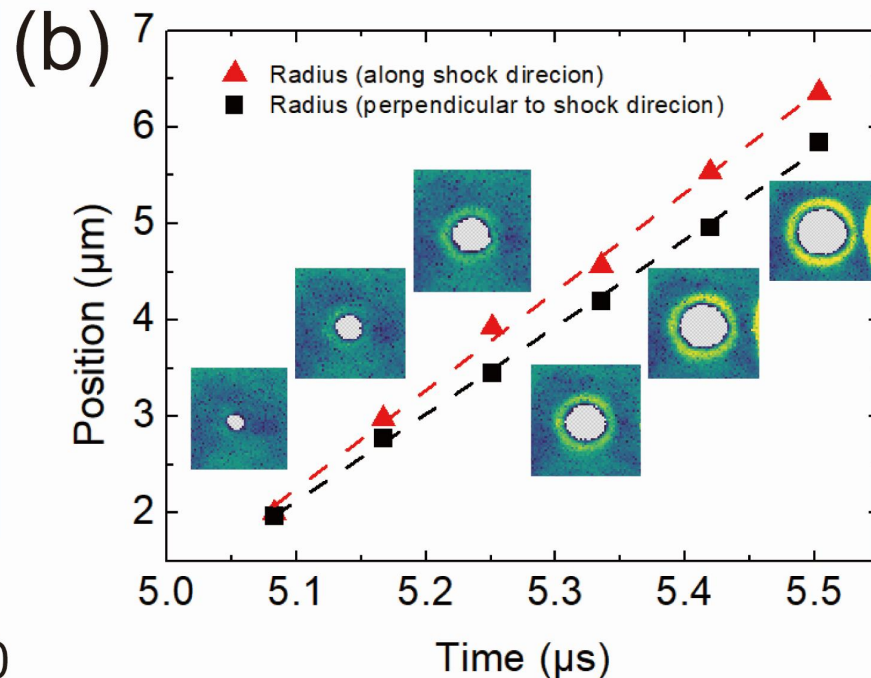 (b)
7
6
5
4
3
2
Position (μm)
Radius (along shock direcion)
Radius (perpendicular to shock direcion)
5.0 5.1 5.2 5.3 5.4 5.5
Time (μs)
0